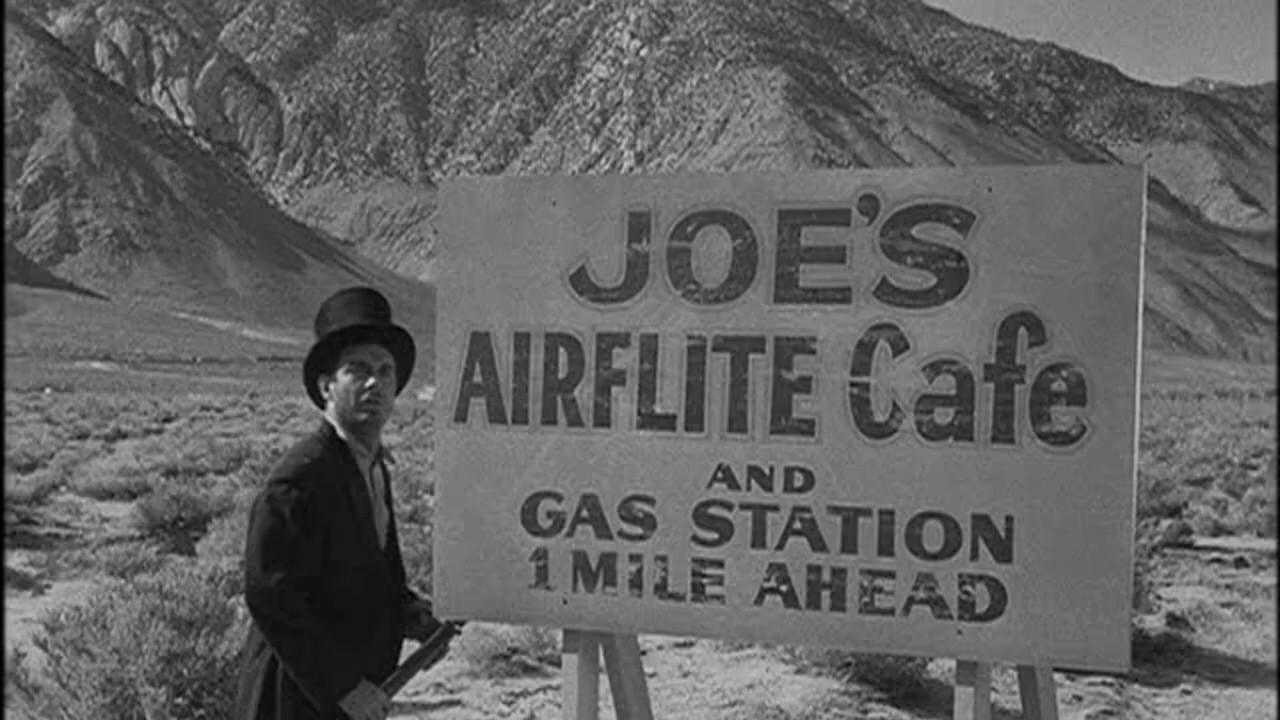 JOE'S
AIRFLITE Cafe
AND
GAS STATION
1 MILE AHEAD